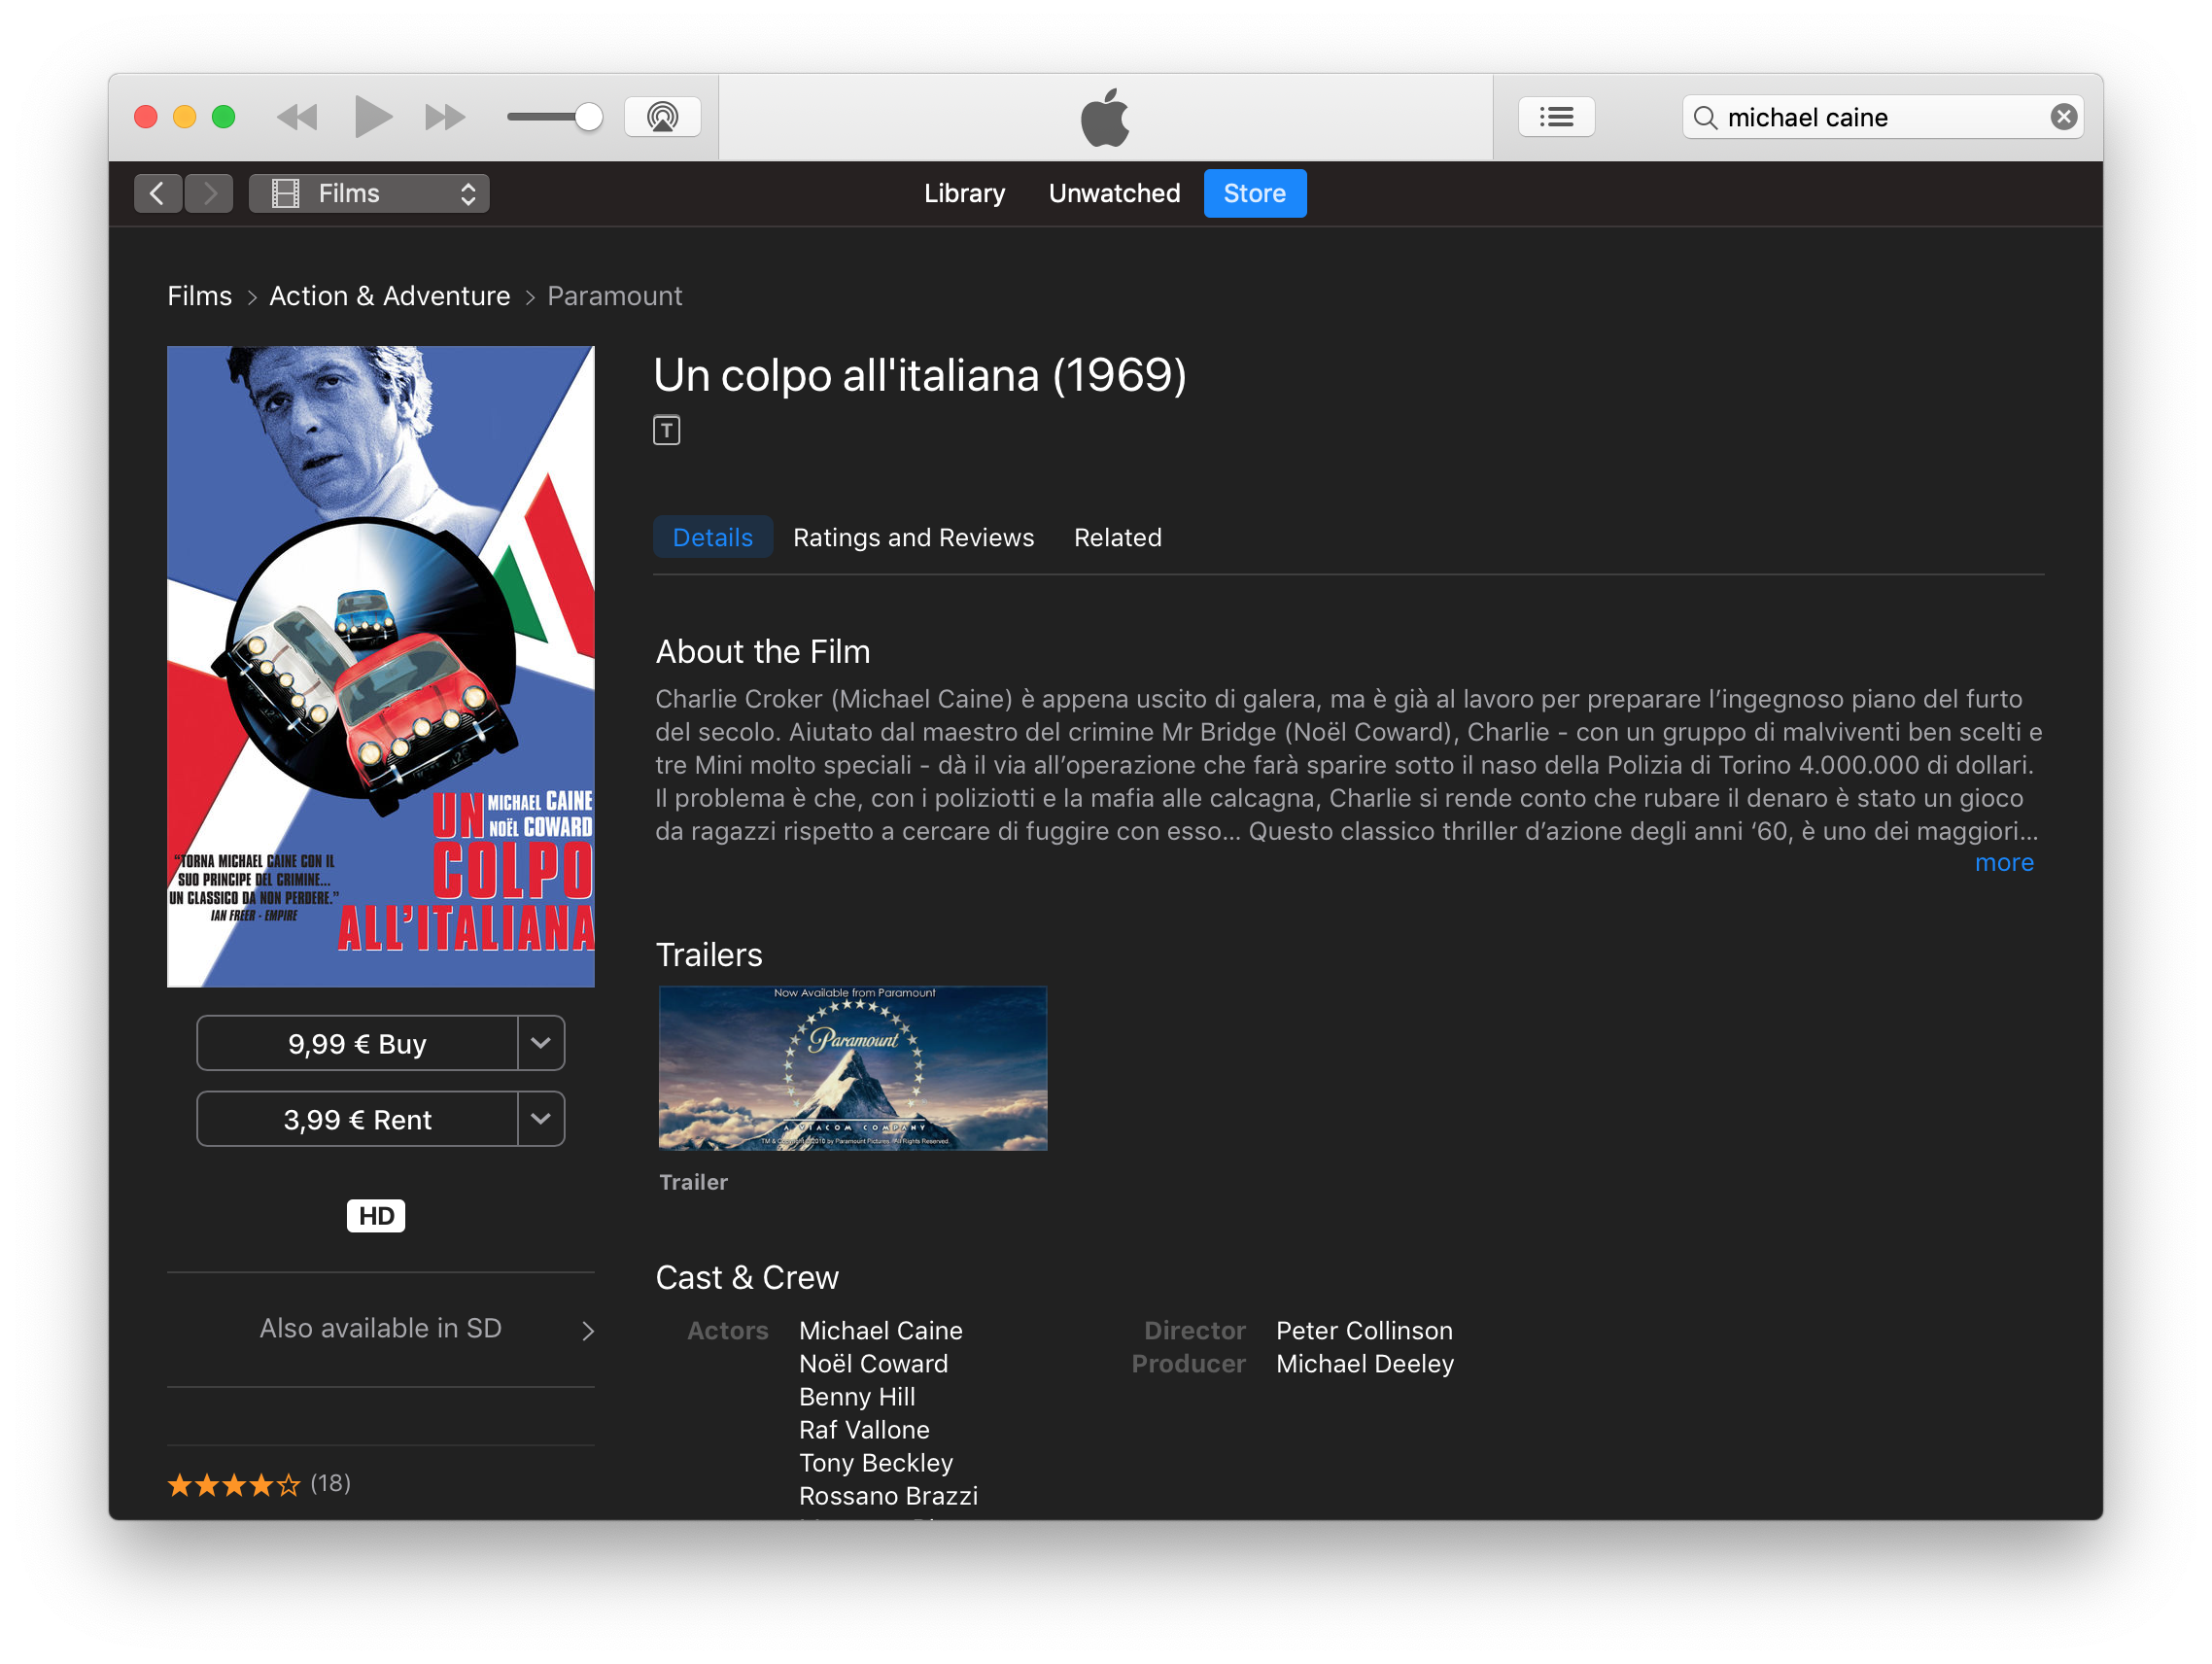 michael caine
Films
Library
Unwatched
Store
Films > Action & Adventure > Paramount
Un colpo all'italiana (1969)
T
Details
Ratings and Reviews
Related
MICHAEL CAINE
NOËL COWARD
UN
COLPO
ALL'ITALIANA
“TORNA MICHAEL CAINE CON IL
SUO PRINCIPE DEL CRIMINE...
UN CLASSICO DA NON PERDERE.”
IAN FREER - EMPIRE
9,99 € Buy
3,99 € Rent
HD
Also available in SD
(18)
About the Film
Charlie Croker (Michael Caine) è appena uscito di galera, ma è già al lavoro per preparare l’ingegnoso piano del furto
del secolo. Aiutato dal maestro del crimine Mr Bridge (Noël Coward), Charlie - con un gruppo di malviventi ben scelti e
tre Mini molto speciali - dà il via all’operazione che farà sparire sotto il naso della Polizia di Torino 4.000.000 di dollari.
Il problema è che, con i poliziotti e la mafia alle calcagna, Charlie si rende conto che rubare il denaro è stato un gioco
da ragazzi rispetto a cercare di fuggire con esso... Questo classico thriller d’azione degli anni ‘60, è uno dei maggiori...
more
Trailers
Now Available from Paramount
Paramount
A VIACOM COMPANY
TM & Copyright ©2010 by Paramount Pictures. All Rights Reserved.
Trailer
Cast & Crew
Actors
Michael Caine
Noël Coward
Benny Hill
Raf Vallone
Tony Beckley
Rossano Brazzi
Director
Peter Collinson
Producer
Michael Deeley